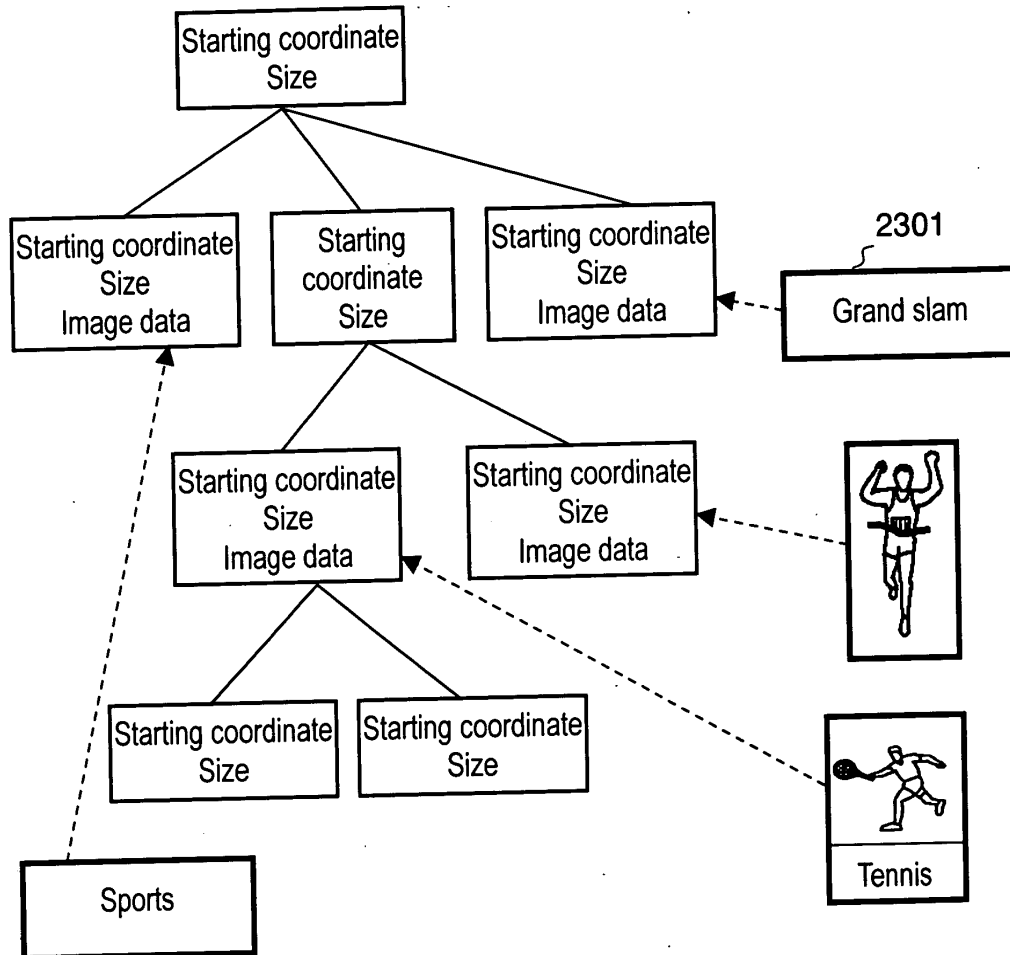 Starting coordinate
Size
2301
Starting coordinate
Size
Image data
Starting
coordinate
Size
Starting coordinate
Size
Image data
Grand slam
Starting coordinate
Size
Image data
Starting coordinate
Size
Image data
Starting coordinate
Size
Starting coordinate
Size
Tennis
Sports